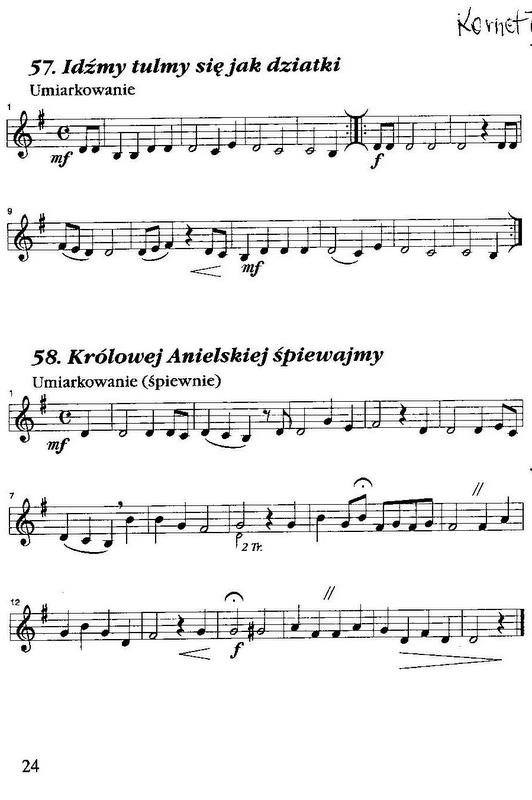 Kornet
57. Idźmy tulmy się jak dziatki
Umiarkowanie
1
mf
f
9
mf
58. Królowej Anielskiej śpiewajmy
Umiarkowanie (śpiewnie)
1
mf
7
2 Tr.
12
f
24